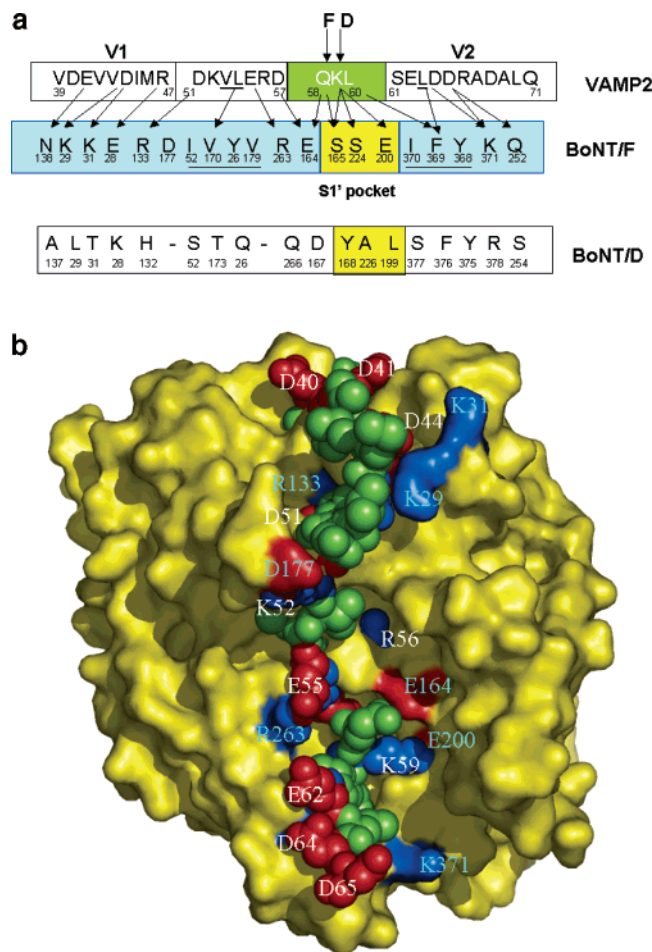 a
F D
V1 V2
VDEVVDIMR DKVLERD QKL SELDDRADALQ VAMP2
39 47 51 57 58 60 61 71
N K K E R D I V Y V R E S S E I F Y K Q BoNT/F
138 29 31 28 133 177 52 170 26 179 263 164 165 224 200 370 369 368 371 252
S1' pocket
A L T K H - S T Q - Q D Y A L S F Y R S BoNT/D
137 29 31 28 132 52 173 26 266 167 168 226 199 377 376 375 378 254
b
D40 D41
D44 K31
R133 K29
D51
D177
K52
R56
E55 E164
R263 E200
K59
E62
D64 K371
D65